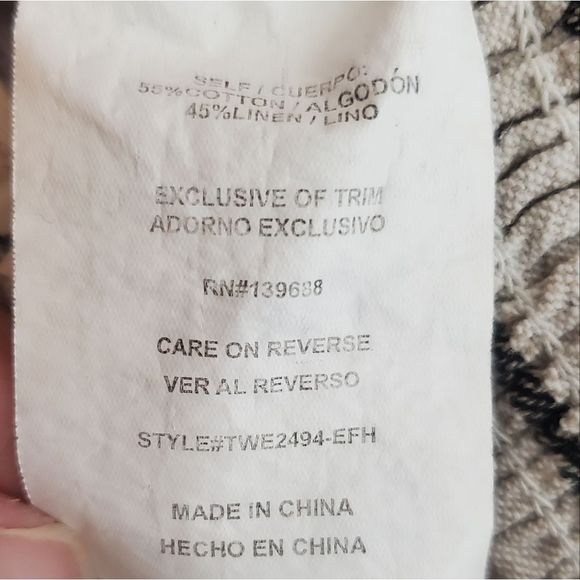 SELF / CUERPO:
55%COTTON / ALGODÓN
45%LINEN / LINO
EXCLUSIVE OF TRIM
ADORNO EXCLUSIVO
RN#139688
CARE ON REVERSE
VER AL REVERSO
STYLE#TWE2494-EFH
MADE IN CHINA
HECHO EN CHINA